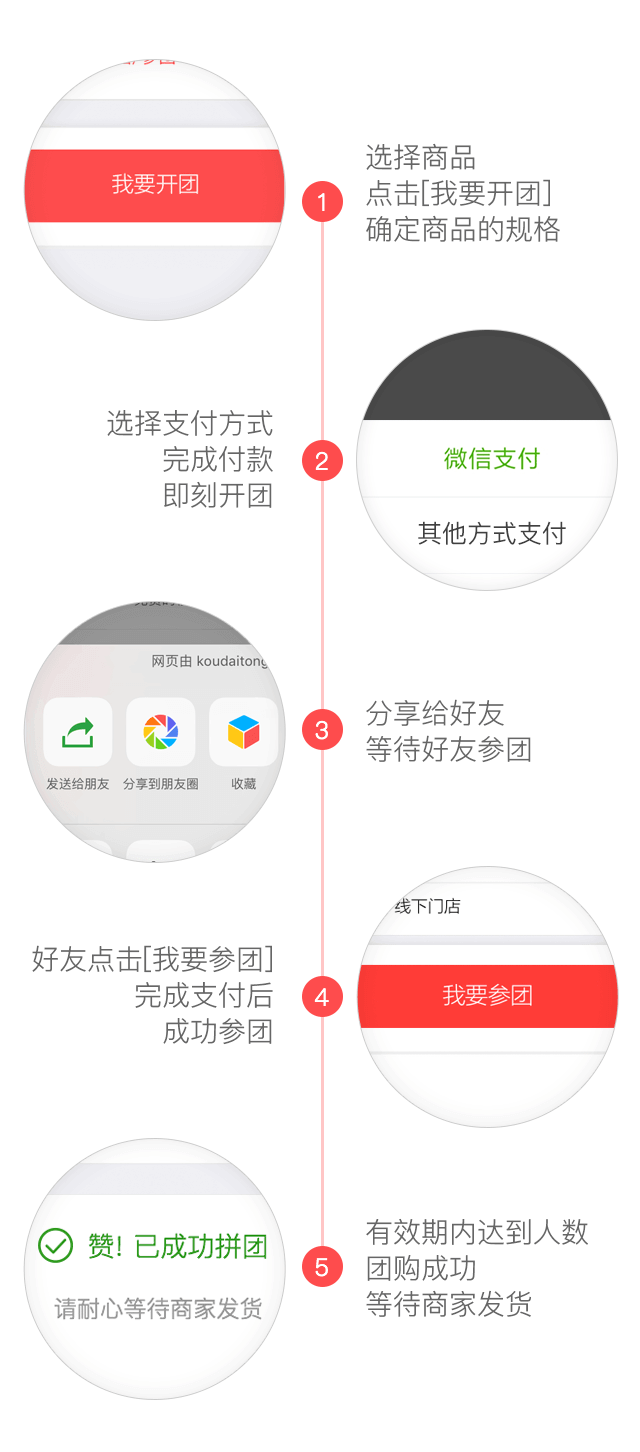 我要开团
1
选择商品
点击[我要开团]
确定商品的规格
选择支付方式
完成付款
即刻开团
2
微信支付
其他方式支付
网页由 koudaitong
发送给朋友
分享到朋友圈
收藏
3
分享给好友
等待好友参团
好友点击[我要参团]
完成支付后
成功参团
4
线下门店
我要参团
赞! 已成功拼团
请耐心等待商家发货
5
有效期内达到人数
团购成功
等待商家发货